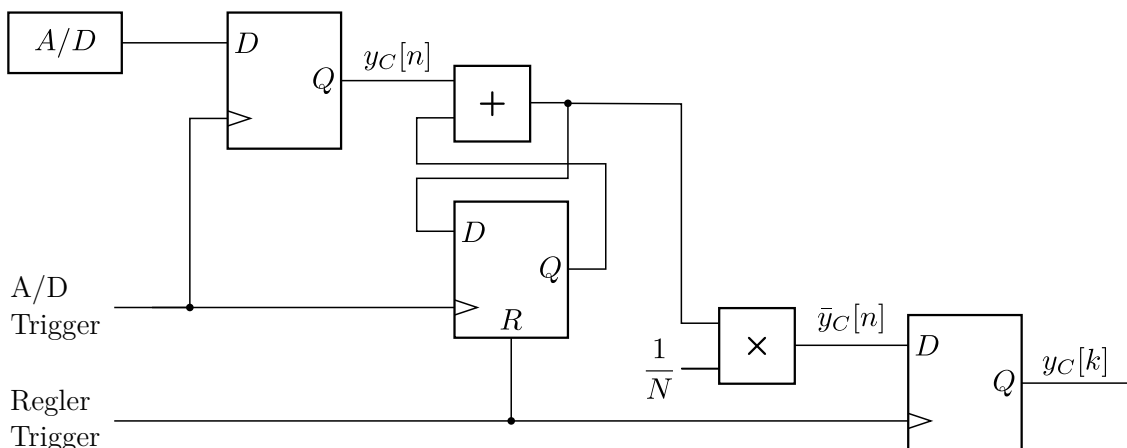 A/D
D
Q
y_C[n]
+
D
Q
R
A/D
Trigger
1
N
×
ȳ_C[n]
D
Q
y_C[k]
Regler
Trigger